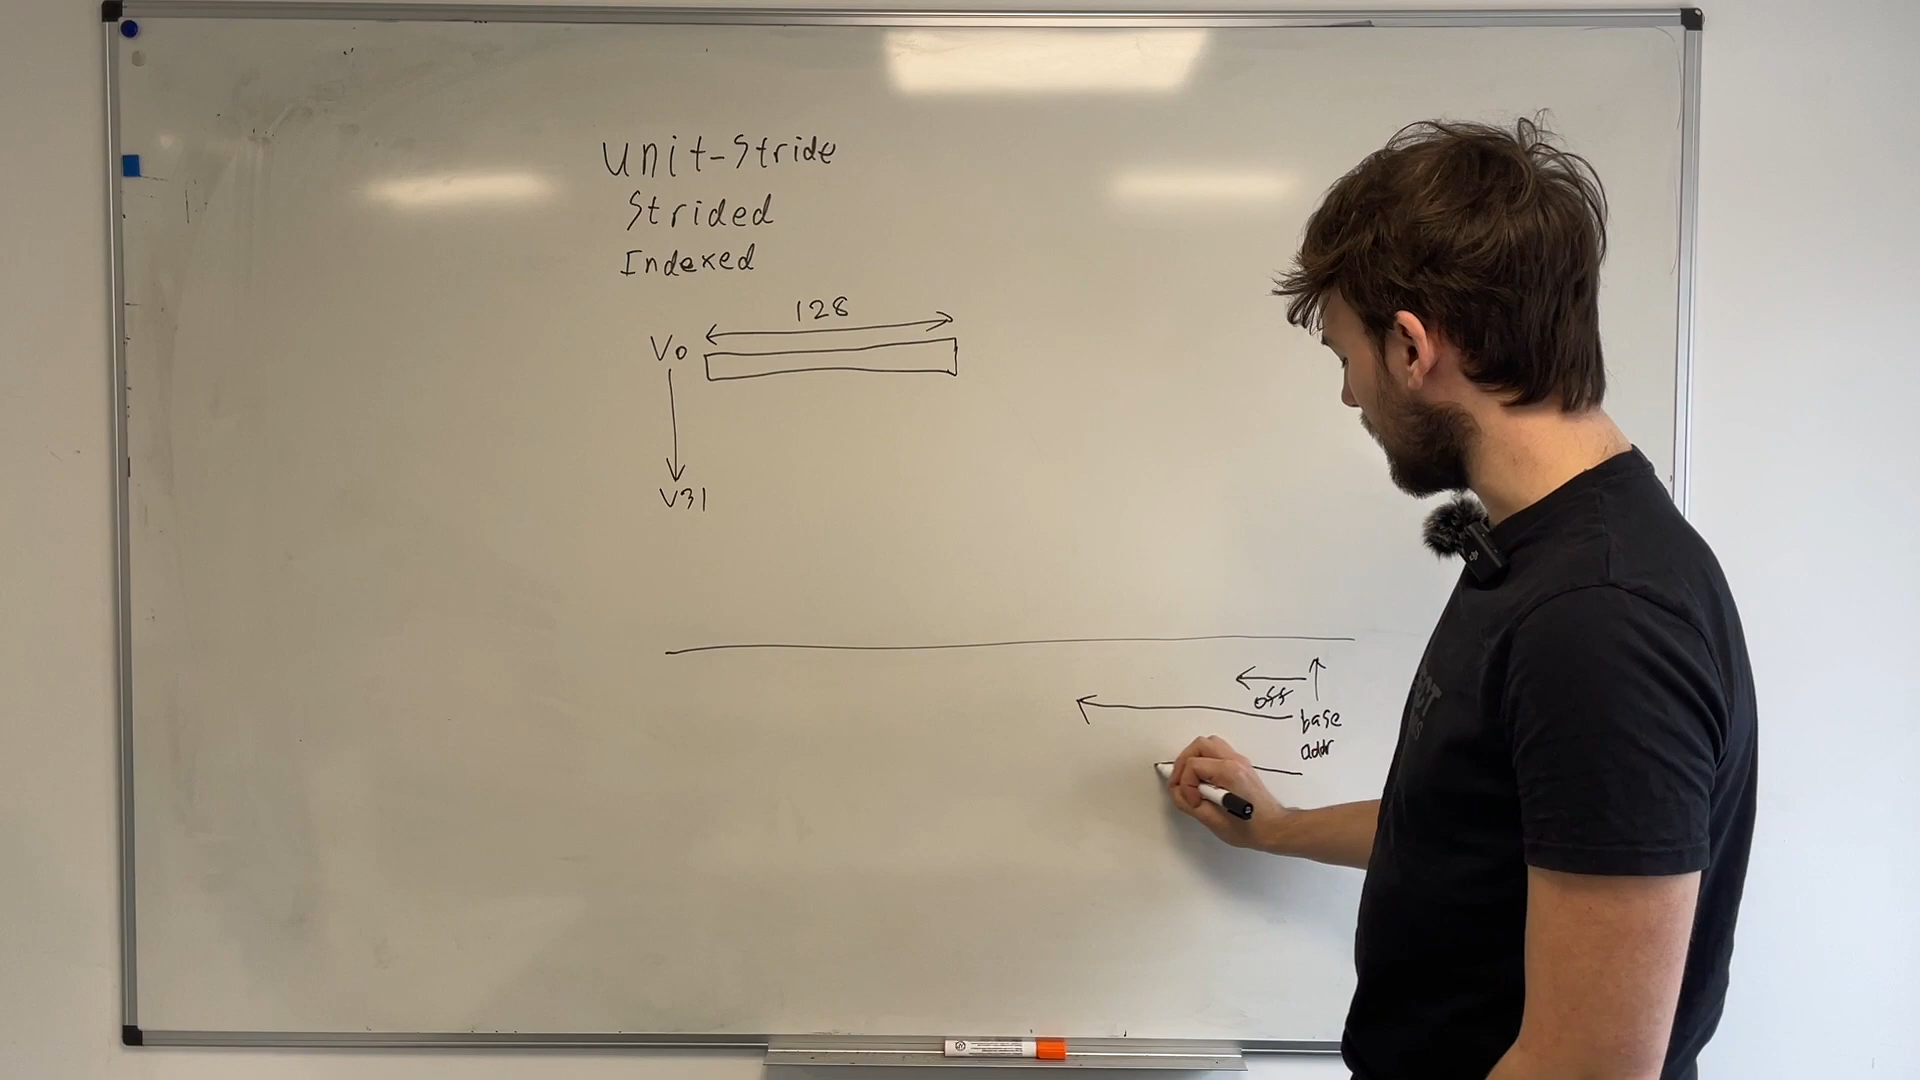 Unit-Stride
Strided
Indexed
128
V0
V31
off
base
addr